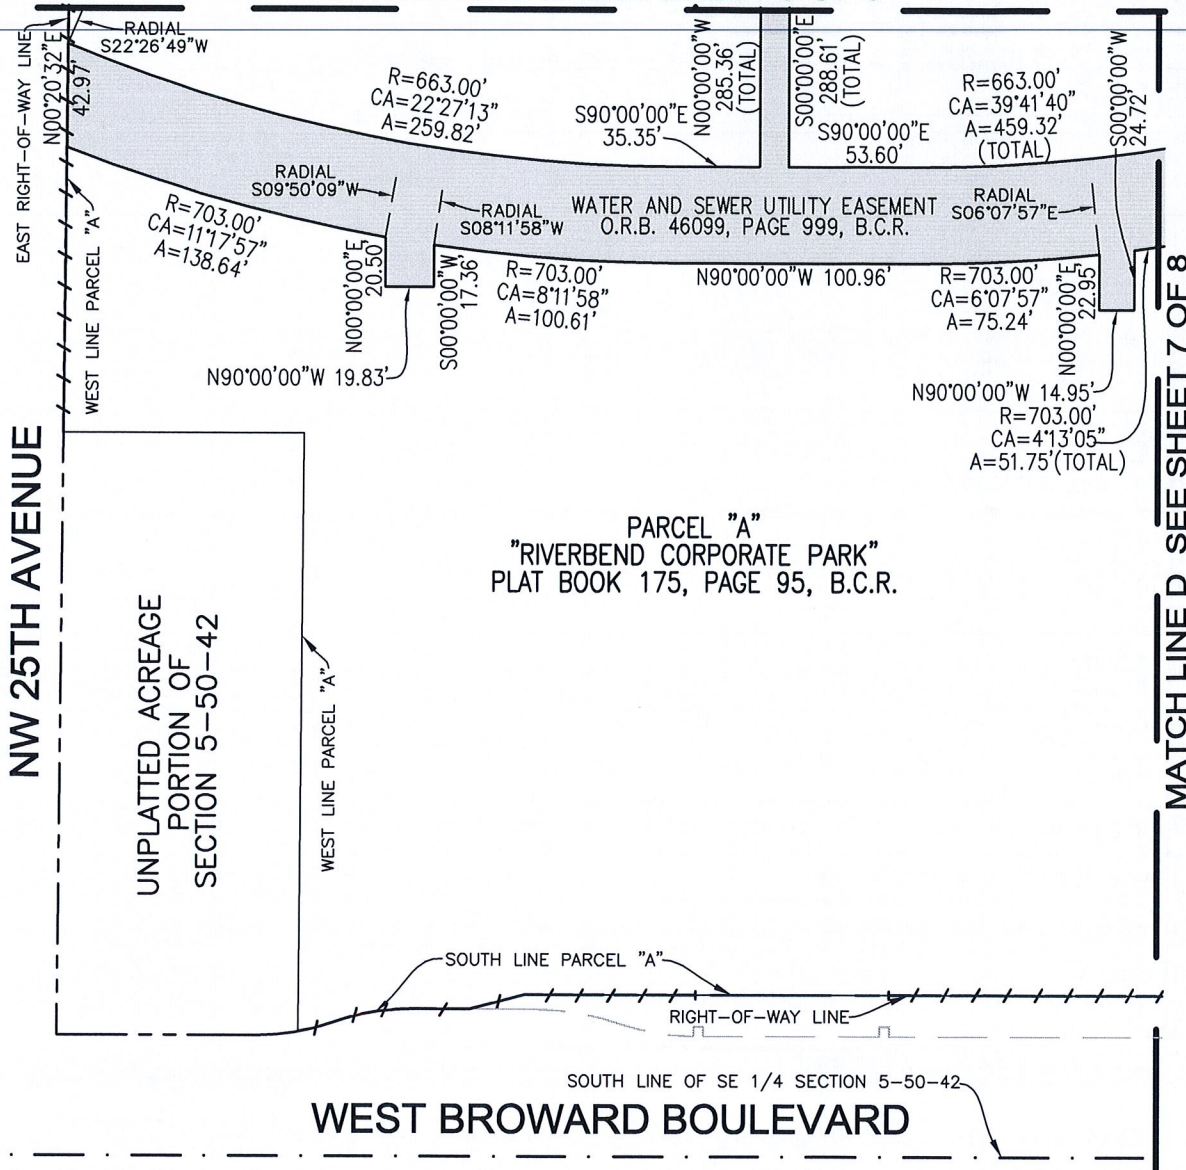 RADIAL
S22°26'49"W
EAST RIGHT-OF-WAY LINE
N00°20'32"E
42.97'
R=663.00'
CA=22°27'13"
A=259.82'
S90°00'00"E
35.35'
N00°00'00"W
285.36'
(TOTAL)
S00°00'00"E
288.61'
(TOTAL)
S90°00'00"E
53.60'
R=663.00'
CA=39°41'40"
A=459.32'
(TOTAL)
S00°00'00"W
24.72'
WEST LINE PARCEL "A"
R=703.00'
CA=11°17'57"
A=138.64'
RADIAL
S09°50'09"W
RADIAL
S08°11'58"W
WATER AND SEWER UTILITY EASEMENT
O.R.B. 46099, PAGE 999, B.C.R.
RADIAL
S06°07'57"E
N00°00'00"E
20.50'
S00°00'00"W
17.36'
R=703.00'
CA=8°11'58"
A=100.61'
N90°00'00"W 100.96'
R=703.00'
CA=6°07'57"
A=75.24'
N00°00'00"E
22.95'
N90°00'00"W 19.83'
N90°00'00"W 14.95'
R=703.00'
CA=4°13'05"
A=51.75'(TOTAL)
MATCH LINE D SEE SHEET 7 OF 8
NW 25TH AVENUE
PARCEL "A"
"RIVERBEND CORPORATE PARK"
PLAT BOOK 175, PAGE 95, B.C.R.
UNPLATTED ACREAGE
PORTION OF
SECTION 5-50-42
WEST LINE PARCEL "A"
SOUTH LINE PARCEL "A"
RIGHT-OF-WAY LINE
SOUTH LINE OF SE 1/4 SECTION 5-50-42
WEST BROWARD BOULEVARD